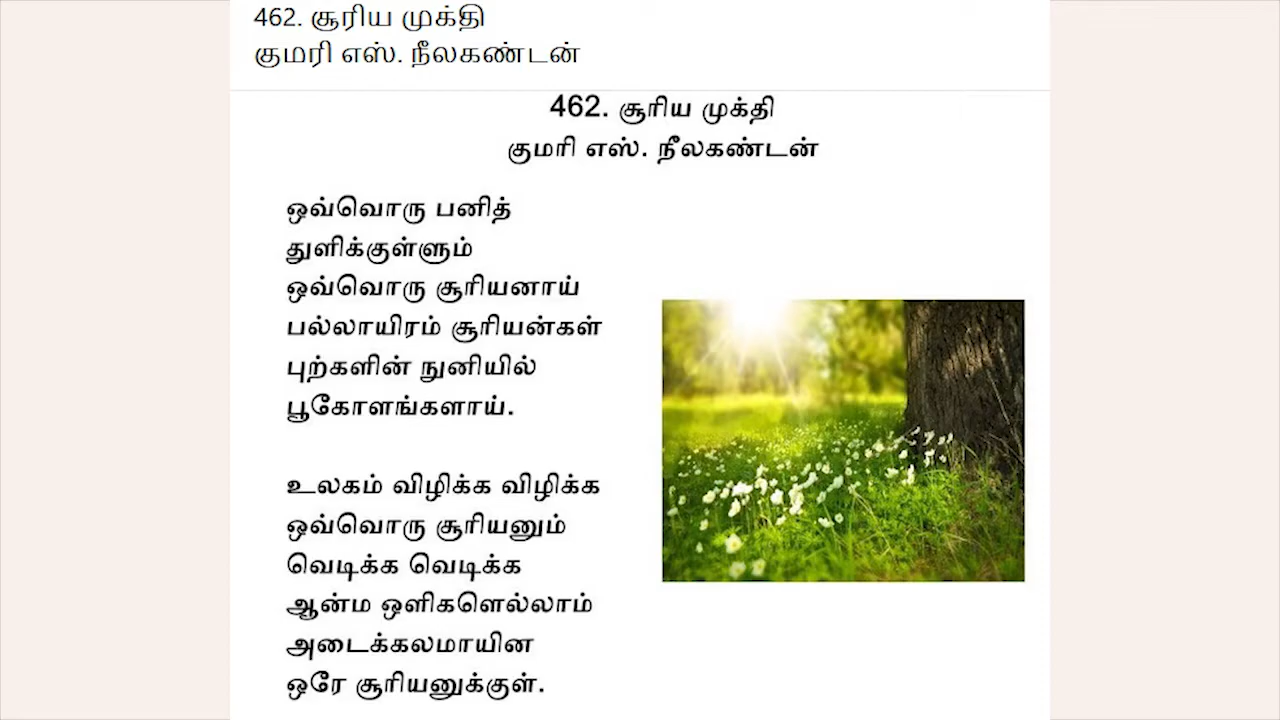 462. சூரிய முக்தி
குமரி எஸ். நீலகண்டன்
462. சூரிய முக்தி
குமரி எஸ். நீலகண்டன்
ஒவ்வொரு பனித்
துளிக்குள்ளும்
ஒவ்வொரு சூரியனாய்
பல்லாயிரம் சூரியன்கள்
புற்களின் நுனியில்
பூகோளங்களாய்.
உலகம் விழிக்க விழிக்க
ஒவ்வொரு சூரியனும்
வெடிக்க வெடிக்க
ஆன்ம ஒளிகளெல்லாம்
அடைக்கலமாயின
ஒரே சூரியனுக்குள்.